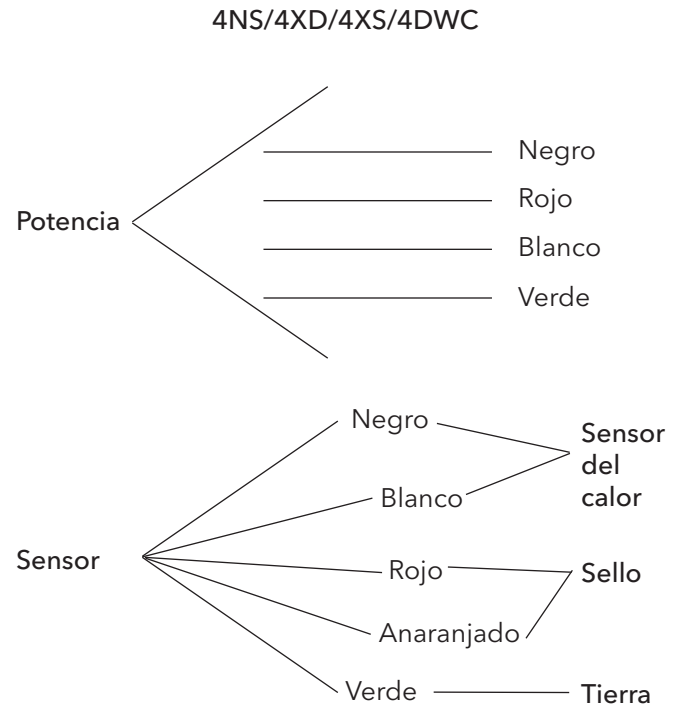 4NS/4XD/4XS/4DWC
Potencia
Negro
Rojo
Blanco
Verde
Sensor
Negro
Blanco
Rojo
Anaranjado
Verde
Sensor
del
calor
Sello
Tierra